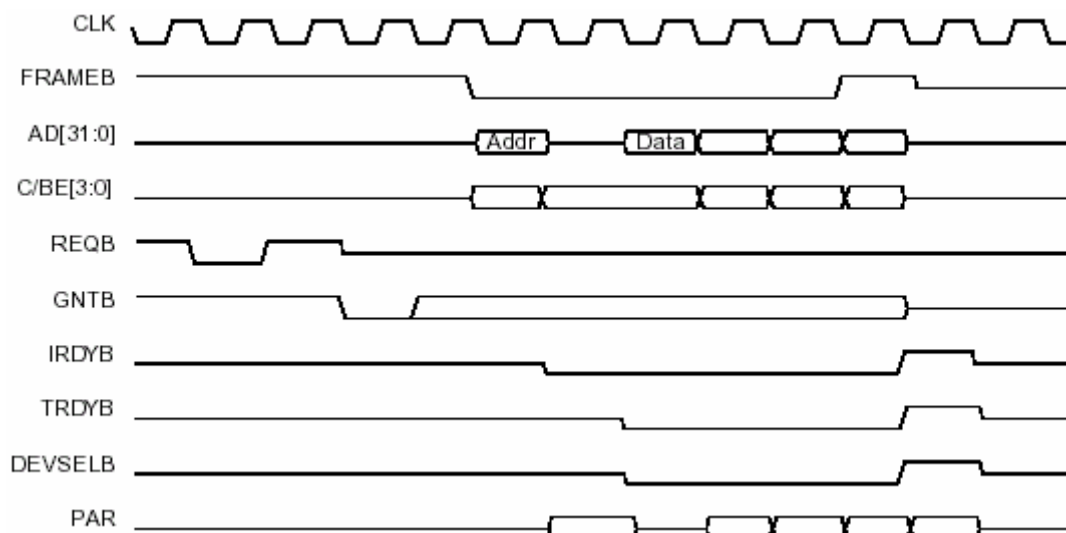 CLK
FRAMEB
AD[31:0]
Addr
Data
C/BE[3:0]
REQB
GNTB
IRDYB
TRDYB
DEVSELB
PAR